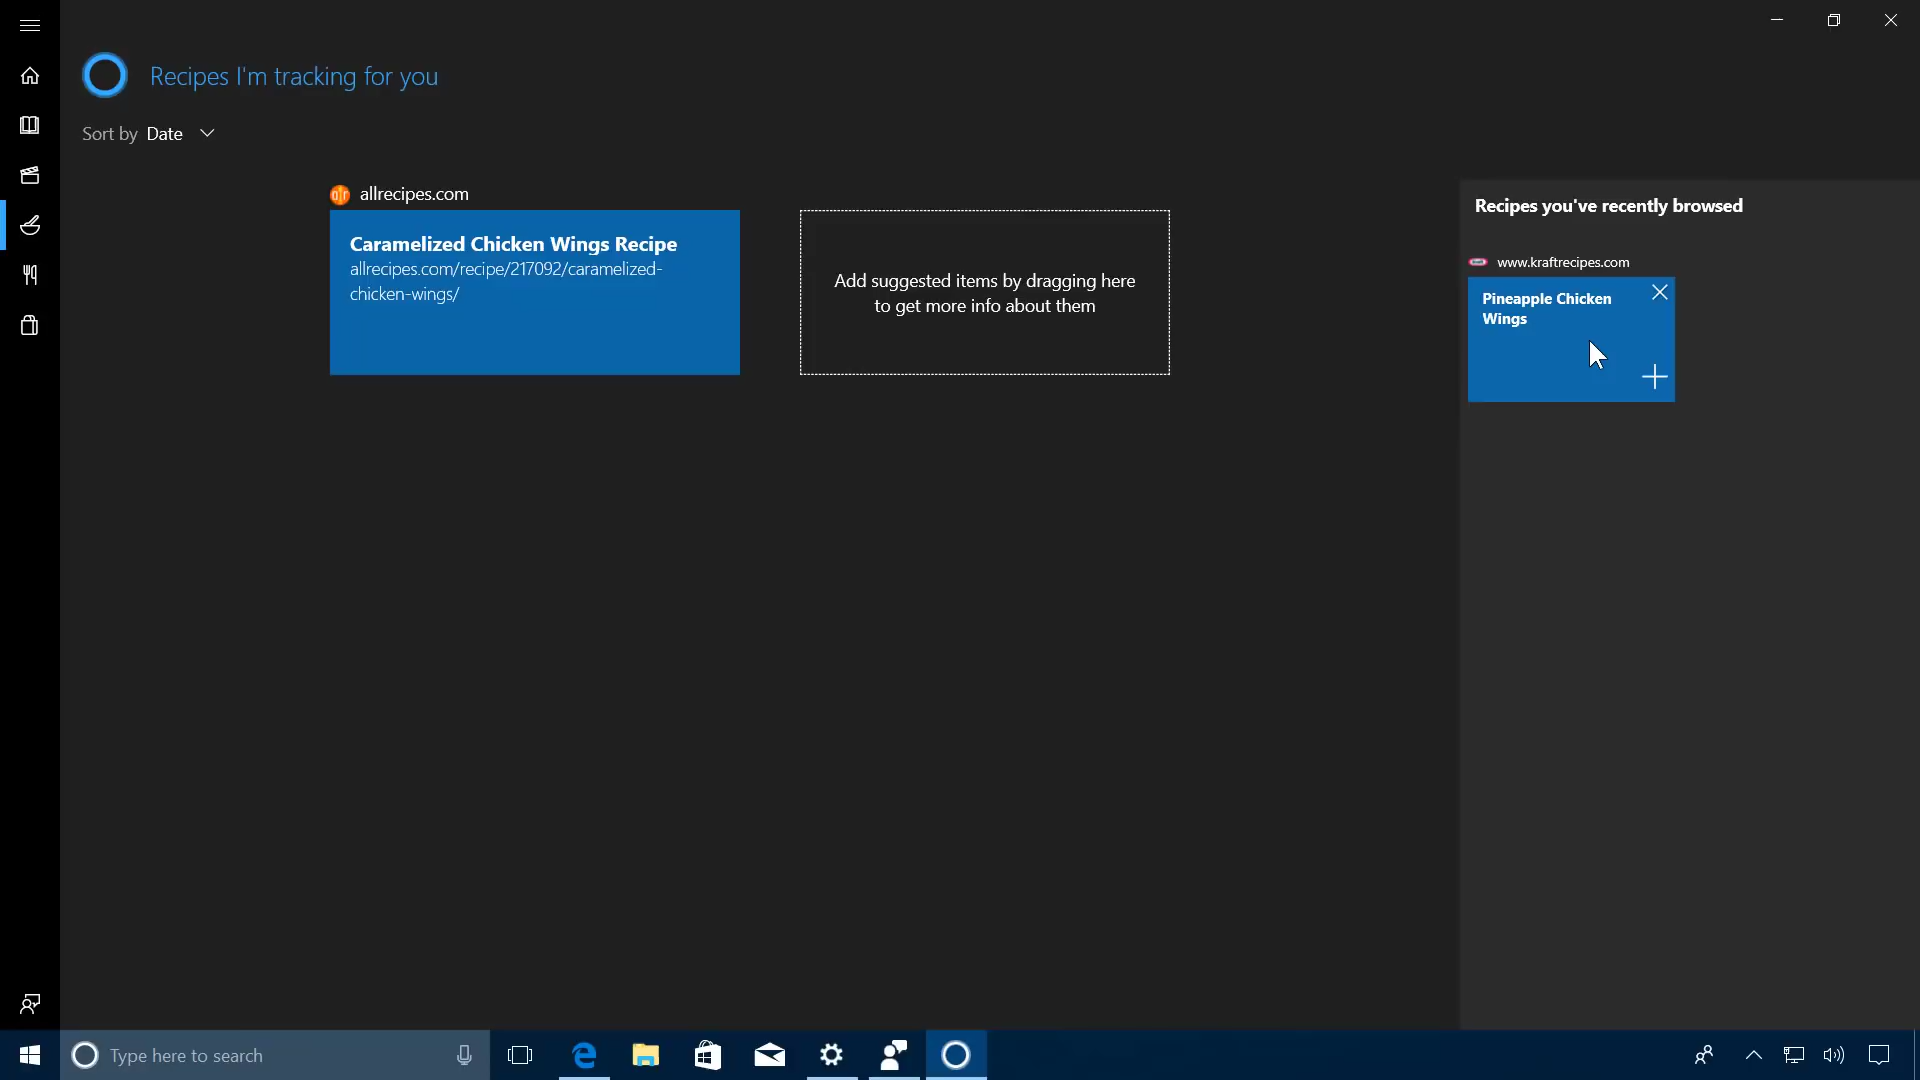 Recipes I'm tracking for you
Sort by Date
allrecipes.com
Caramelized Chicken Wings Recipe
allrecipes.com/recipe/217092/caramelized-
chicken-wings/
Add suggested items by dragging here
to get more info about them
Recipes you've recently browsed
www.kraftrecipes.com
Pineapple Chicken
Wings
Type here to search